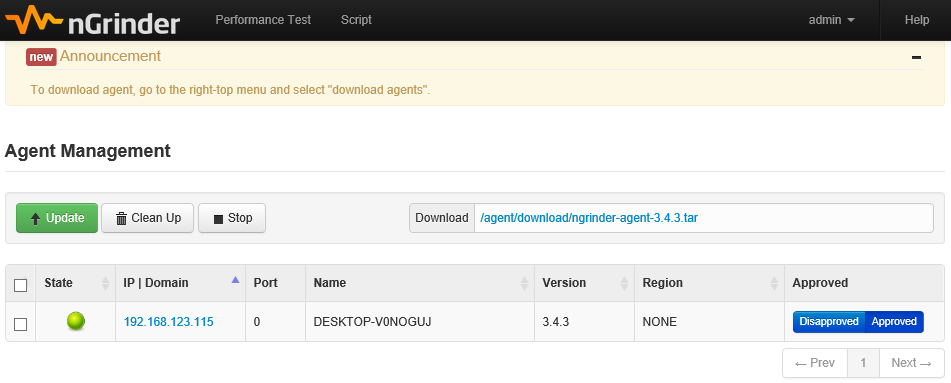 nGrinder Performance Test Script admin Help
new Announcement
To download agent, go to the right-top menu and select "download agents".
Agent Management
Update Clean Up Stop Download /agent/download/ngrinder-agent-3.4.3.tar
State IP | Domain Port Name Version Region Approved
192.168.123.115 0 DESKTOP-V0NOGUJ 3.4.3 NONE Disapproved Approved
← Prev 1 Next →